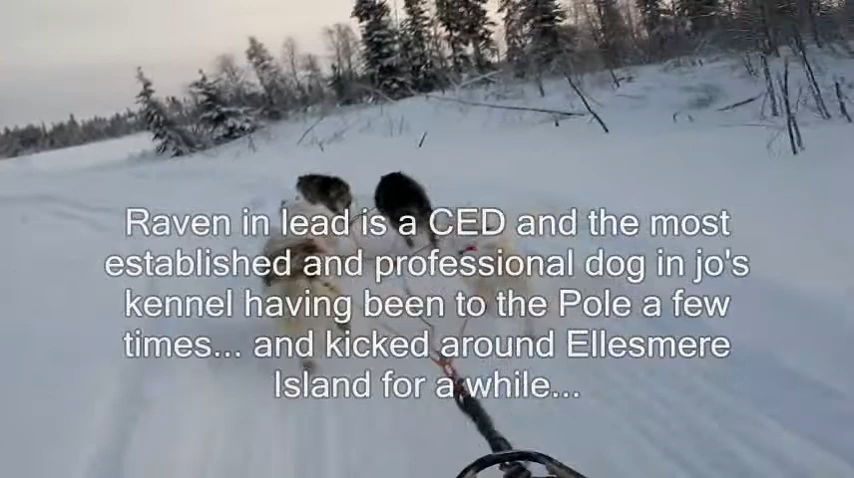 Raven in lead is a CED and the most
established and professional dog in jo's
kennel having been to the Pole a few
times... and kicked around Ellesmere
Island for a while...